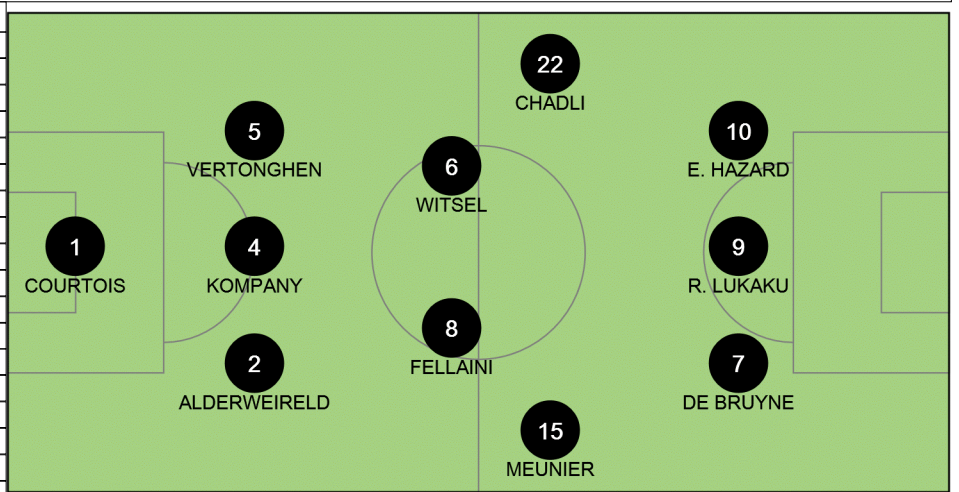 22
CHADLI
5
VERTONGHEN
10
E. HAZARD
6
WITSEL
1
COURTOIS
4
KOMPANY
9
R. LUKAKU
8
FELLAINI
2
ALDERWEIRELD
7
DE BRUYNE
15
MEUNIER